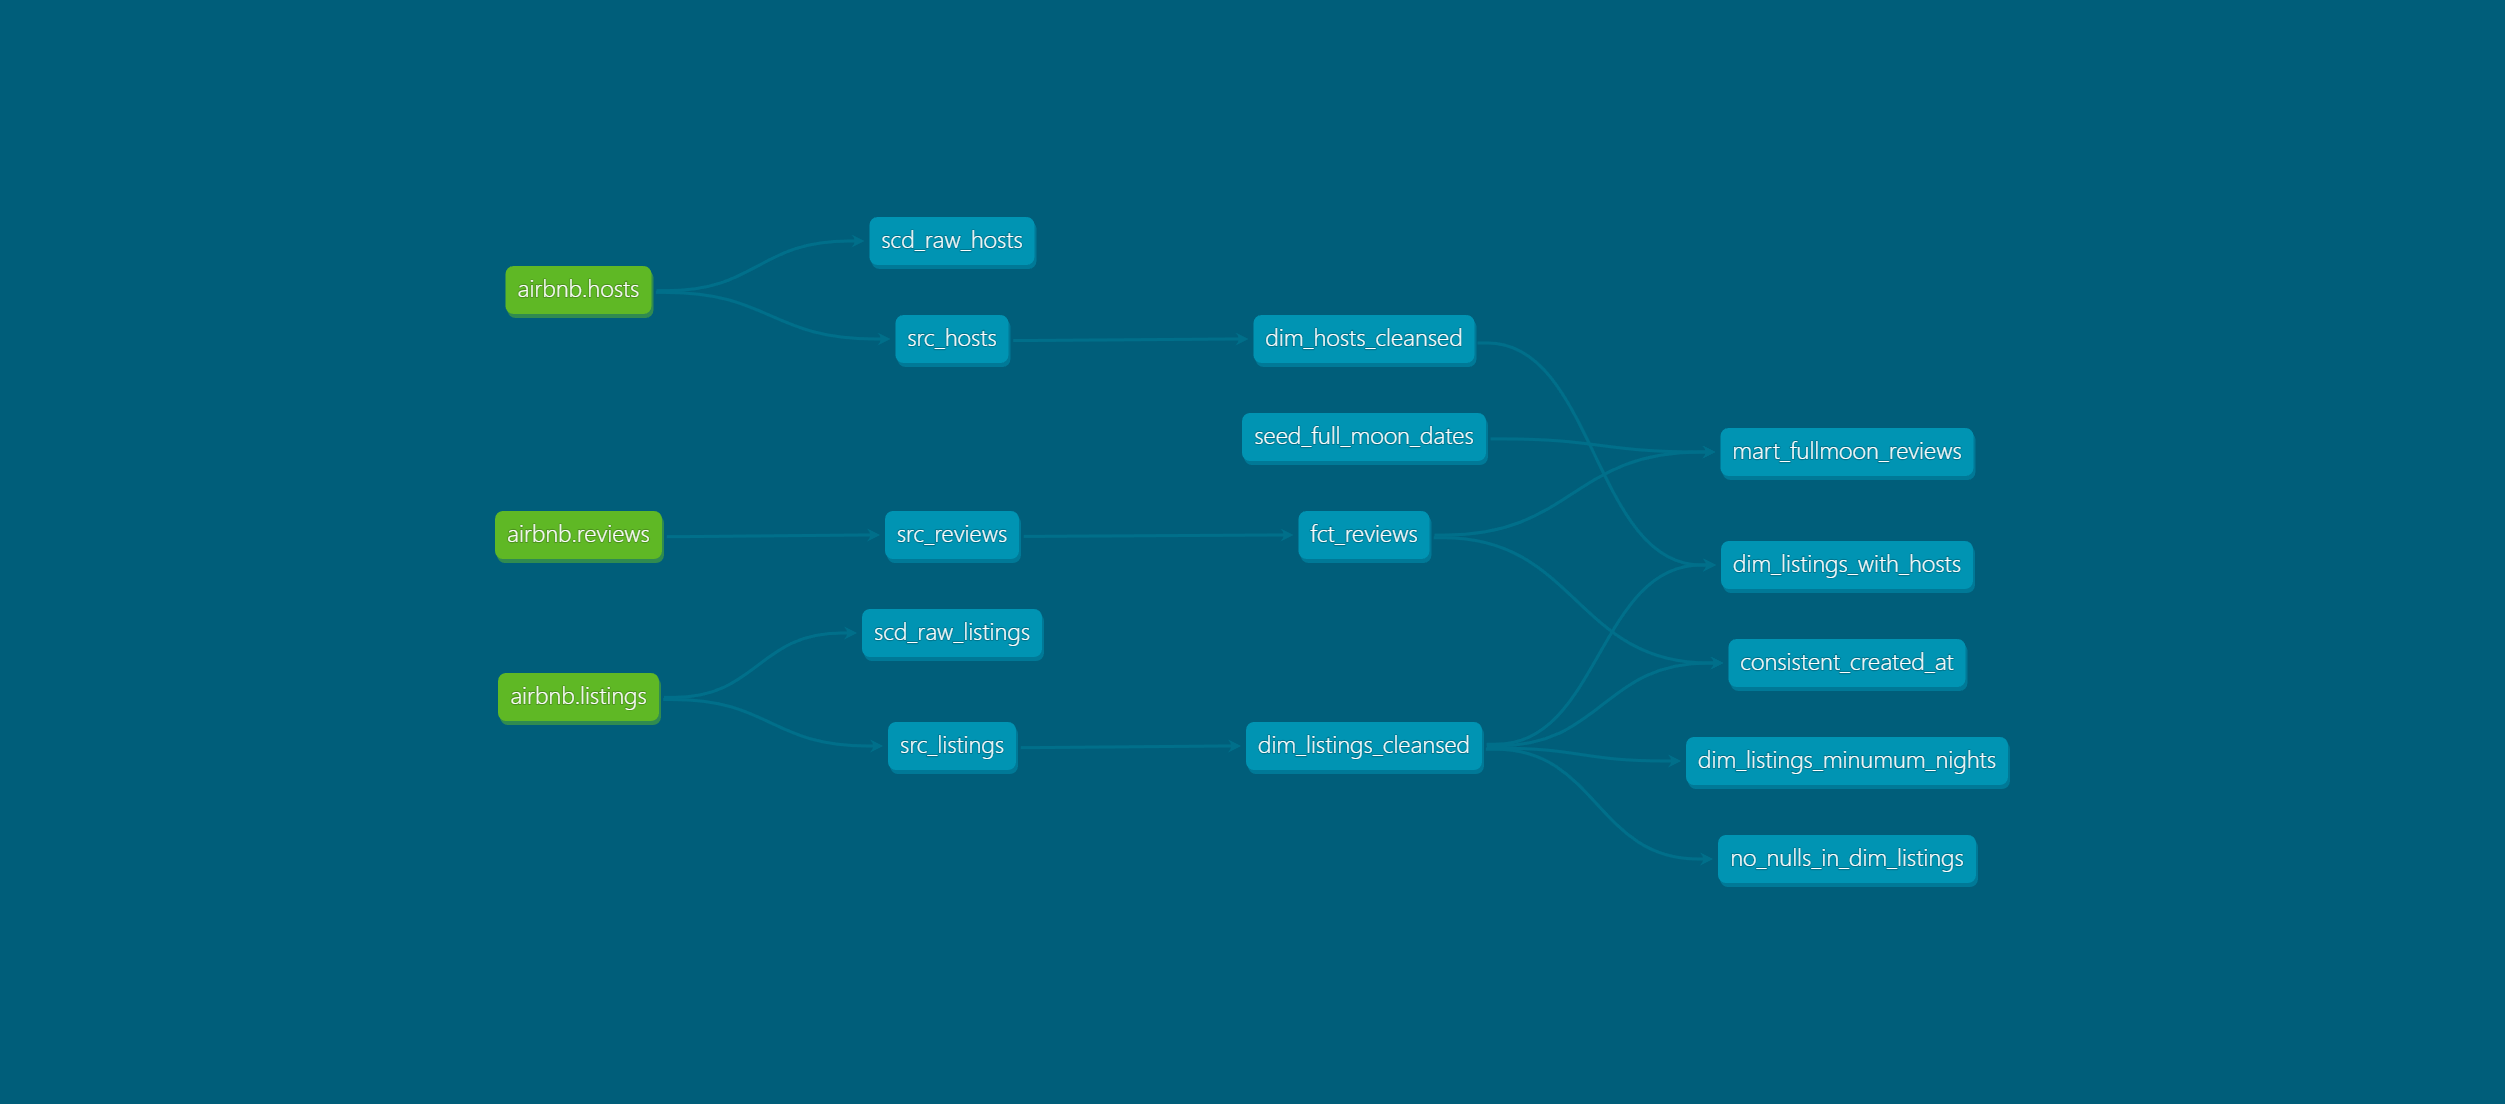 scd_raw_hosts
airbnb.hosts
src_hosts
dim_hosts_cleansed
seed_full_moon_dates
mart_fullmoon_reviews
airbnb.reviews
src_reviews
fct_reviews
dim_listings_with_hosts
scd_raw_listings
consistent_created_at
airbnb.listings
src_listings
dim_listings_cleansed
dim_listings_minumum_nights
no_nulls_in_dim_listings